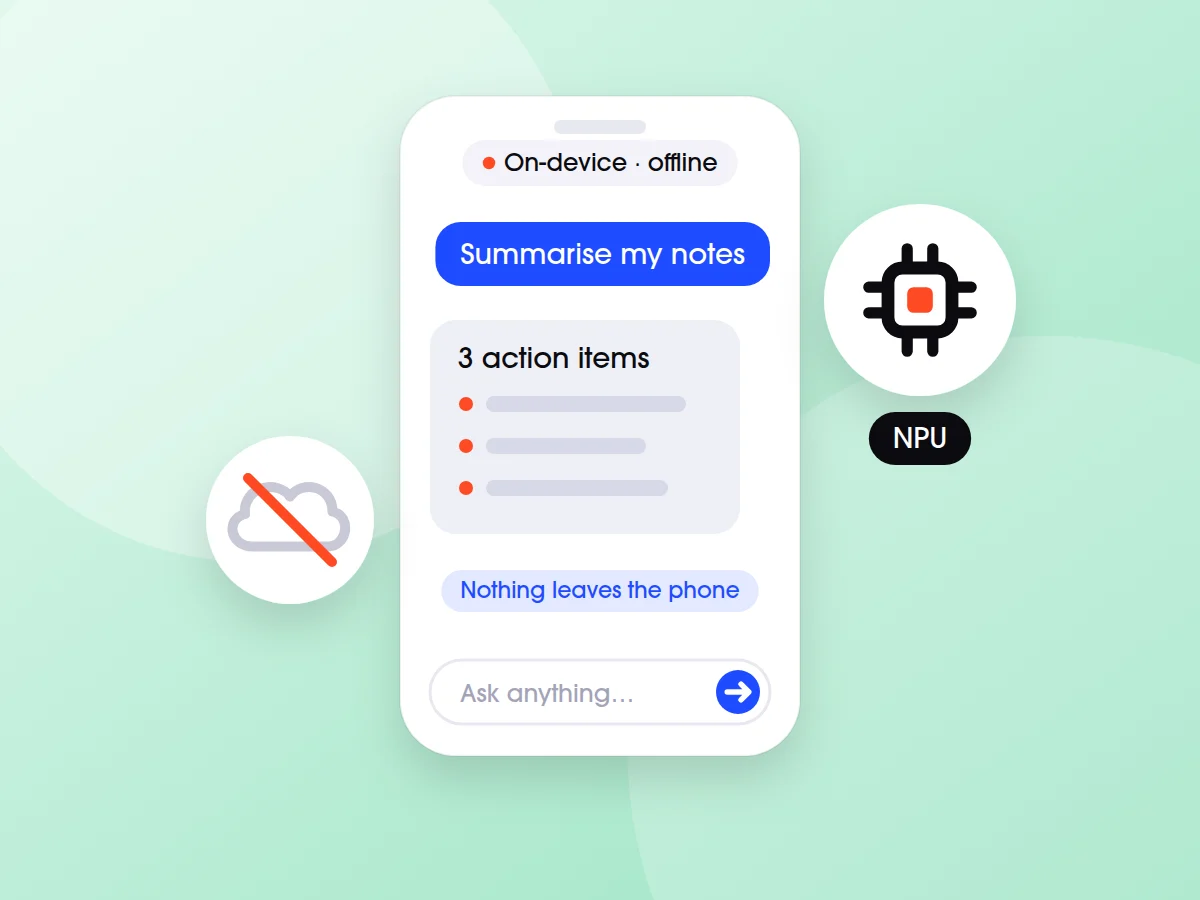 On-device · offline
Summarise my notes
3 action items
NPU
Nothing leaves the phone
Ask anything...